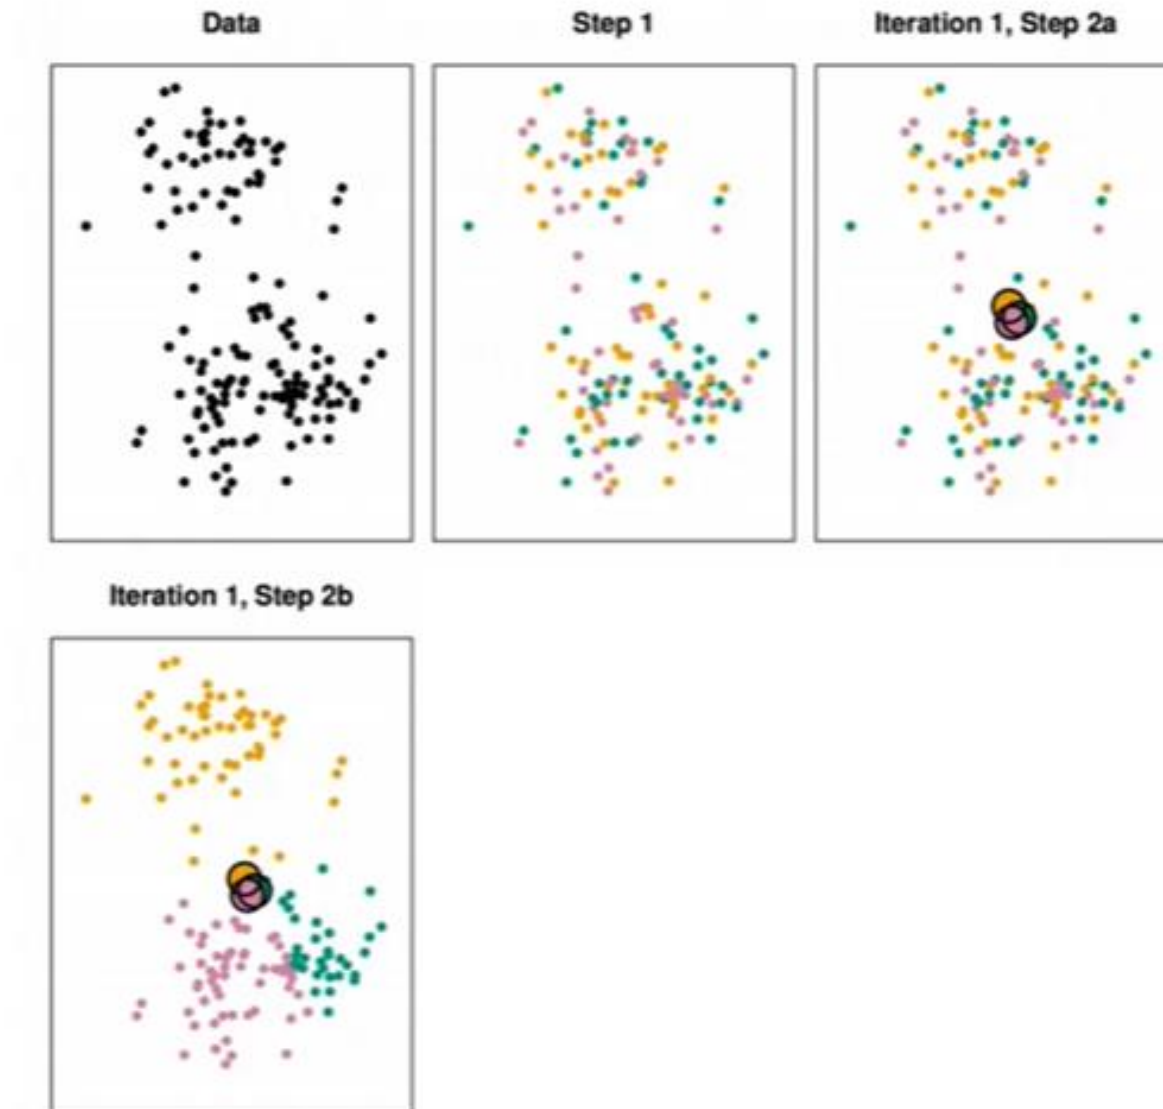 Data
Step 1
Iteration 1, Step 2a
Iteration 1, Step 2b